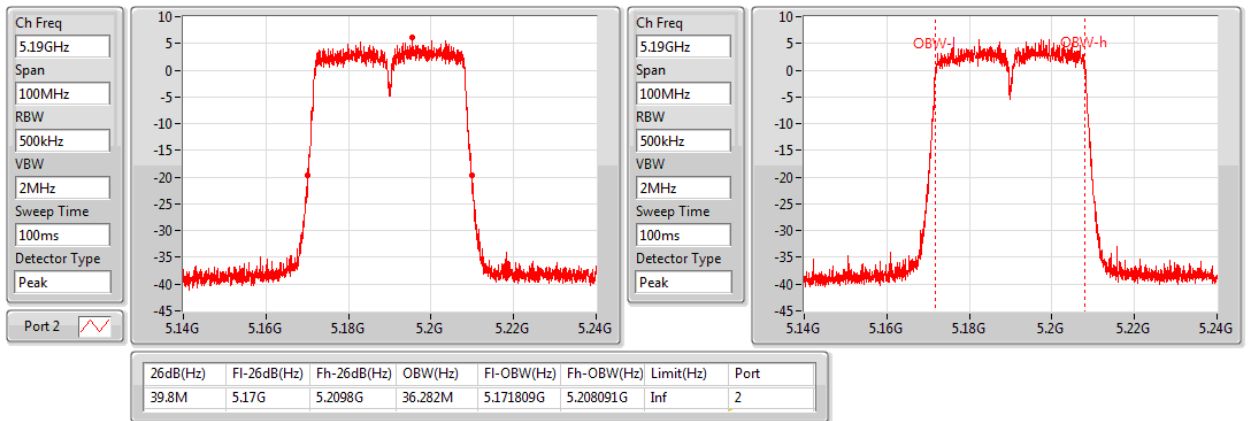 Ch Freq
5.19GHz
Span
100MHz
RBW
500kHz
VBW
2MHz
Sweep Time
100ms
Detector Type
Peak
Port 2
10
5
0
-5
-10
-15
-20
-25
-30
-35
-40
-45
5.14G 5.16G 5.18G 5.2G 5.22G 5.24G
Ch Freq
5.19GHz
Span
100MHz
RBW
500kHz
VBW
2MHz
Sweep Time
100ms
Detector Type
Peak
10
5
0
-5
-10
-15
-20
-25
-30
-35
-40
-45
OBW-l OBW-h
5.14G 5.16G 5.18G 5.2G 5.22G 5.24G
26dB(Hz) Fl-26dB(Hz) Fh-26dB(Hz) OBW(Hz) Fl-OBW(Hz) Fh-OBW(Hz) Limit(Hz) Port
39.8M 5.17G 5.2098G 36.282M 5.171809G 5.208091G Inf 2